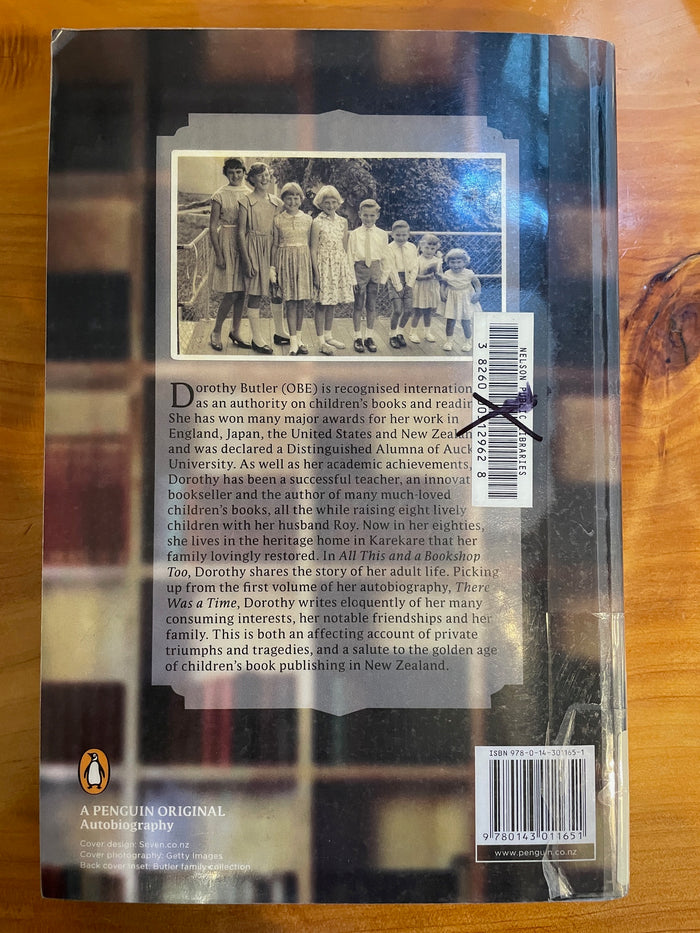 Dorothy Butler (OBE) is recognised internation
as an authority on children's books and readin
She has won many major awards for her work in
England, Japan, the United States and New Zealan
and was declared a Distinguished Alumna of Auck
University. As well as her academic achievements,
Dorothy has been a successful teacher, an innovat
bookseller and the author of many much-loved
children's books, all the while raising eight lively
children with her husband Roy. Now in her eighties,
she lives in the heritage home in Karekare that her
family lovingly restored. In All This and a Bookshop
Too, Dorothy shares the story of her adult life. Picking
up from the first volume of her autobiography, There
Was a Time, Dorothy writes eloquently of her many
consuming interests, her notable friendships and her
family. This is both an affecting account of private
triumphs and tragedies, and a salute to the golden age
of children's book publishing in New Zealand.
NELSON PUBLIC LIBRARIES
3 8260 00012962 8
A PENGUIN ORIGINAL
Autobiography
Cover design: Seven.co.nz
Cover photography: Getty Images
Back cover inset: Butler family collection
ISBN 978-0-14-301165-1
9 780143 011651
www.penguin.co.nz